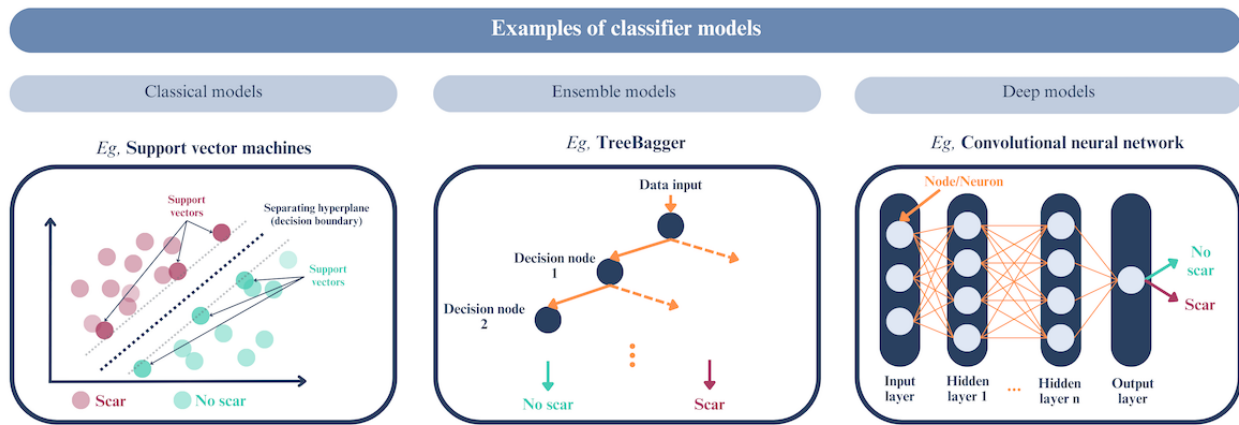 Examples of classifier models
Classical models
Eg, Support vector machines
Support
vectors
Separating hyperplane
(decision boundary)
Support
vectors
Scar
No scar
Ensemble models
Eg, TreeBagger
Data input
Decision node
1
Decision node
2
No scar
Scar
Deep models
Eg, Convolutional neural network
Node/Neuron
No
scar
Scar
Input
layer
Hidden
layer 1
...
Hidden
layer n
Output
layer